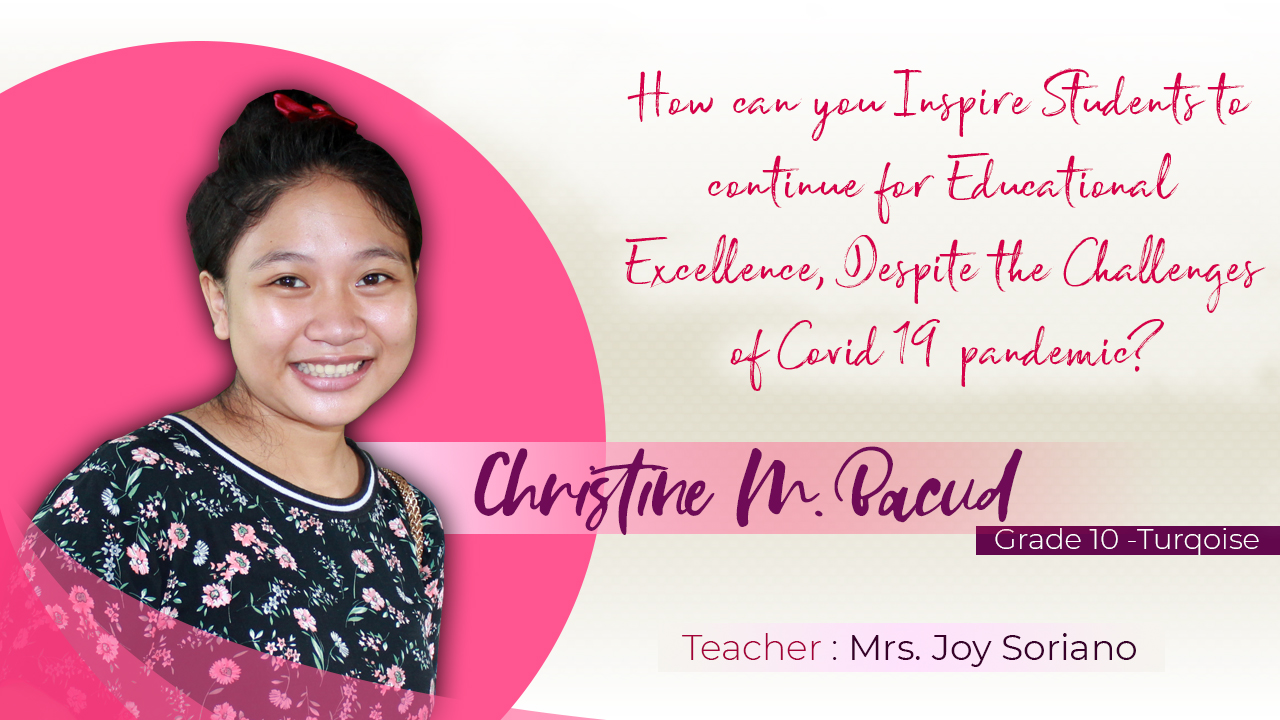 How can you Inspire Students to
continue for Educational
Excellence, Despite the Challenges
of Covid 19 pandemic?
Christine M. Bacud
Grade 10 -Turqoise
Teacher : Mrs. Joy Soriano